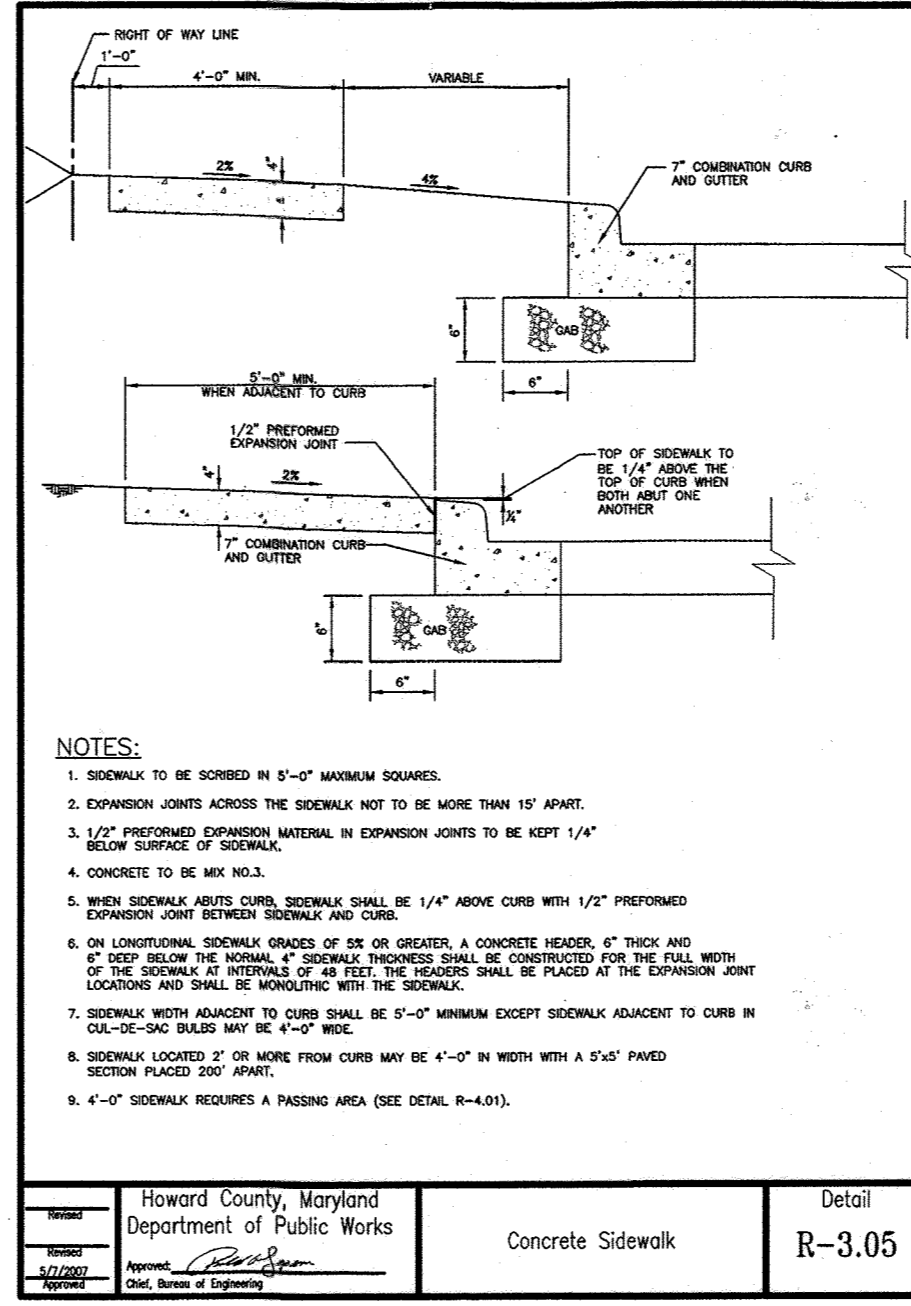 RIGHT OF WAY LINE
1'-0"
4'-0" MIN.
VARIABLE
2%
4"
4%
7" COMBINATION CURB
AND GUTTER
6"
GAB
6"
5'-0" MIN.
WHEN ADJACENT TO CURB
1/2" PREFORMED
EXPANSION JOINT
4"
2%
TOP OF SIDEWALK TO
BE 1/4" ABOVE THE
TOP OF CURB WHEN
BOTH ABUT ONE
ANOTHER
1/4"
7" COMBINATION CURB
AND GUTTER
6"
GAB
6"
NOTES:
1. SIDEWALK TO BE SCRIBED IN 5'-0" MAXIMUM SQUARES.
2. EXPANSION JOINTS ACROSS THE SIDEWALK NOT TO BE MORE THAN 15' APART.
3. 1/2" PREFORMED EXPANSION MATERIAL IN EXPANSION JOINTS TO BE KEPT 1/4"
BELOW SURFACE OF SIDEWALK.
4. CONCRETE TO BE MIX NO.3.
5. WHEN SIDEWALK ABUTS CURB, SIDEWALK SHALL BE 1/4" ABOVE CURB WITH 1/2" PREFORMED
EXPANSION JOINT BETWEEN SIDEWALK AND CURB.
6. ON LONGITUDINAL SIDEWALK GRADES OF 5% OR GREATER, A CONCRETE HEADER, 6" THICK AND
6" DEEP BELOW THE NORMAL 4" SIDEWALK THICKNESS SHALL BE CONSTRUCTED FOR THE FULL WIDTH
OF THE SIDEWALK AT INTERVALS OF 48 FEET. THE HEADERS SHALL BE PLACED AT THE EXPANSION JOINT
LOCATIONS AND SHALL BE MONOLITHIC WITH THE SIDEWALK.
7. SIDEWALK WIDTH ADJACENT TO CURB SHALL BE 5'-0" MINIMUM EXCEPT SIDEWALK ADJACENT TO CURB IN
CUL-DE-SAC BULBS MAY BE 4'-0" WIDE.
8. SIDEWALK LOCATED 2' OR MORE FROM CURB MAY BE 4'-0" IN WIDTH WITH A 5'x5' PAVED
SECTION PLACED 200' APART.
9. 4'-0" SIDEWALK REQUIRES A PASSING AREA (SEE DETAIL R-4.01).
Revised
Revised
5/7/2007
Approved
Howard County, Maryland
Department of Public Works
Approved:
Chief, Bureau of Engineering
Concrete Sidewalk
Detail
R-3.05